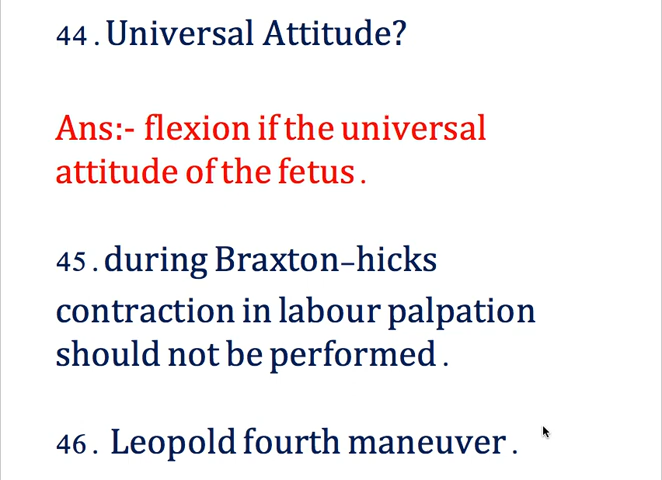 44 . Universal Attitude?
Ans:- flexion if the universal
attitude of the fetus .
45 . during Braxton–hicks
contraction in labour palpation
should not be performed .
46 . Leopold fourth maneuver .